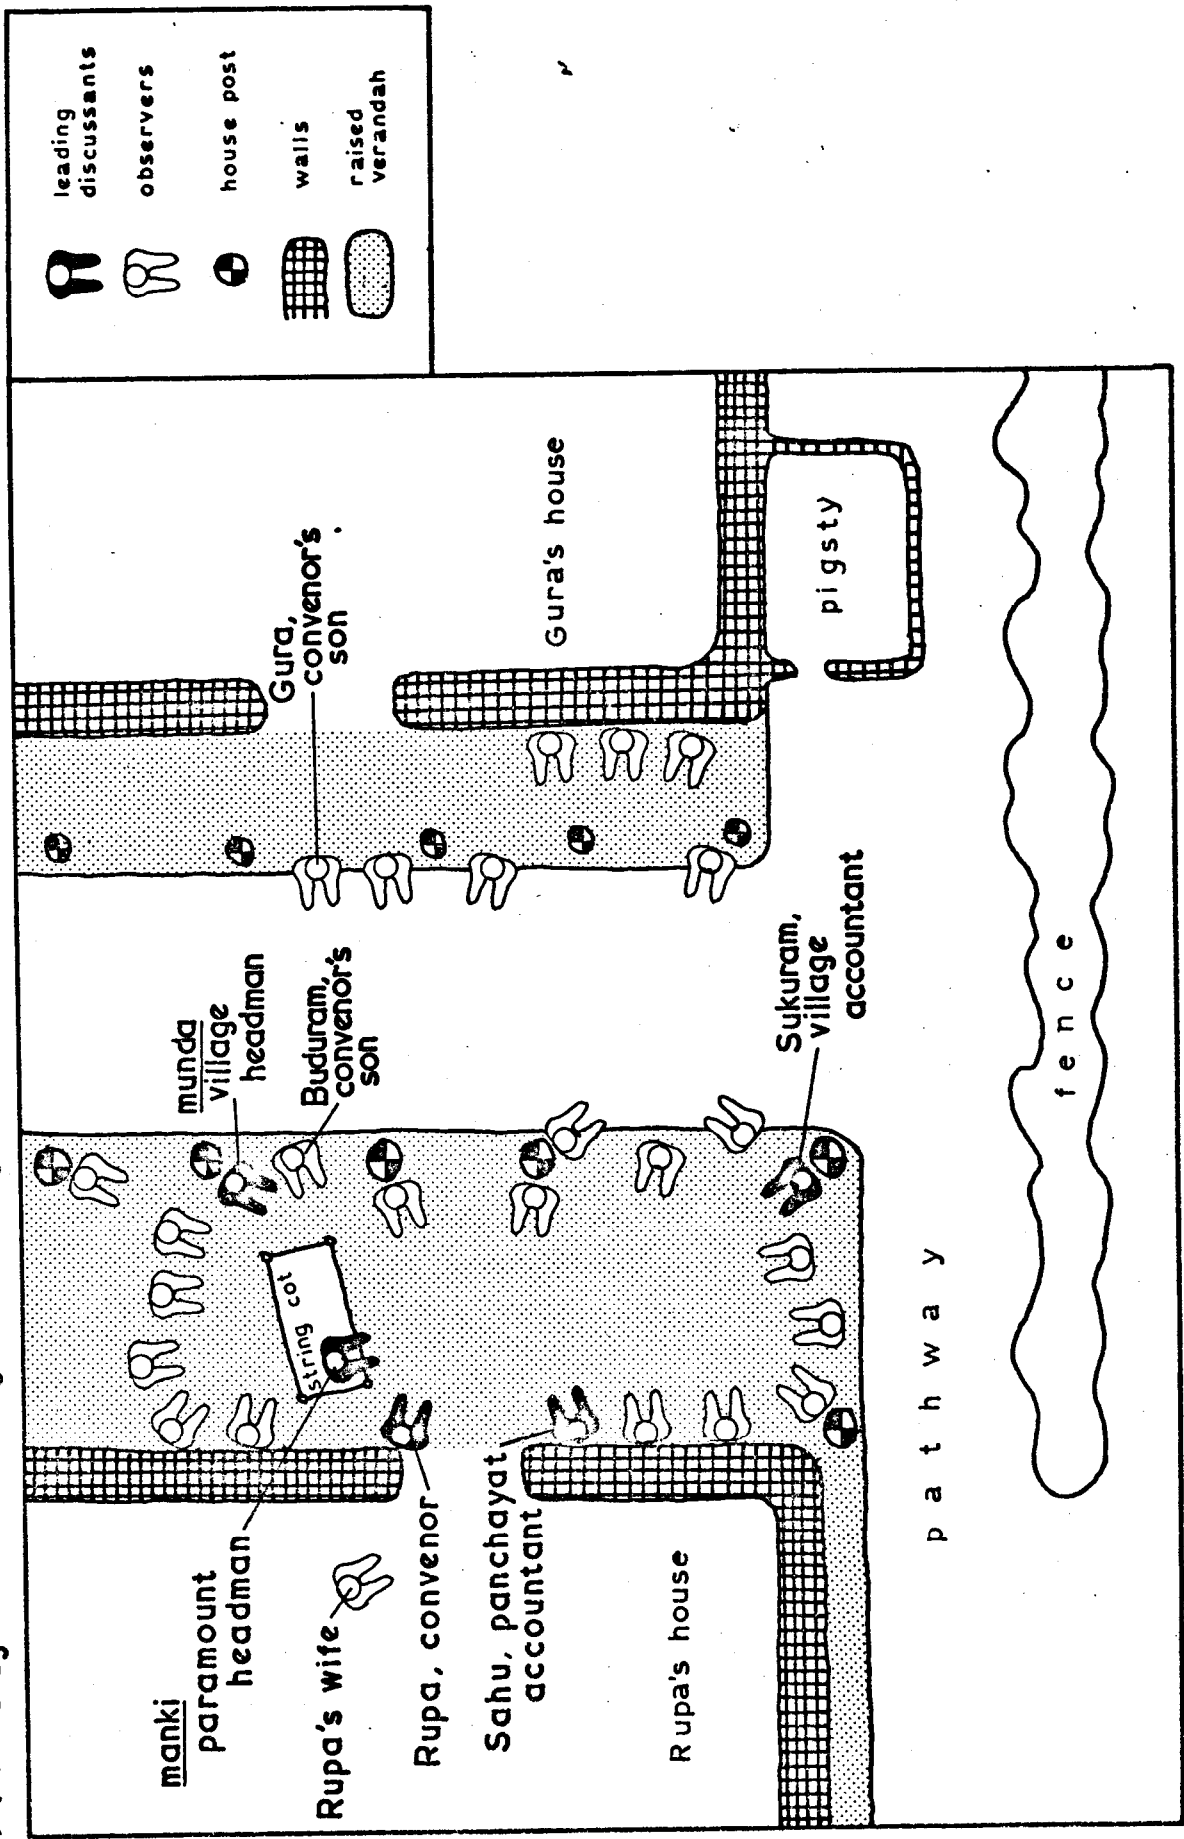 leading
discussants
observers
house post
walls
raised
verandah
Gura,
convenor's
son
Gura's house
pigsty
munda
village
headman
Buduram,
convenor's
son
Sukuram,
village
accountant
string cot
manki
paramount
headman
Rupa's wife
Rupa, convenor
Sahu, panchayat
accountant
Rupa's house
pathway
fence